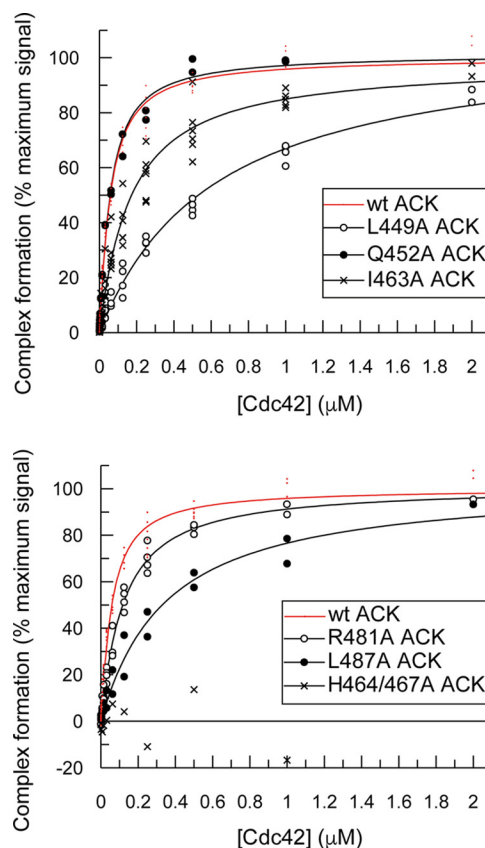 Complex formation (% maximum signal)
100
80
60
40
20
0
wt ACK
L449A ACK
Q452A ACK
I463A ACK
0 0.2 0.4 0.6 0.8 1 1.2 1.4 1.6 1.8 2
[Cdc42] (μM)
Complex formation (% maximum signal)
100
80
60
40
20
0
-20
wt ACK
R481A ACK
L487A ACK
H464/467A ACK
0 0.2 0.4 0.6 0.8 1 1.2 1.4 1.6 1.8 2
[Cdc42] (μM)